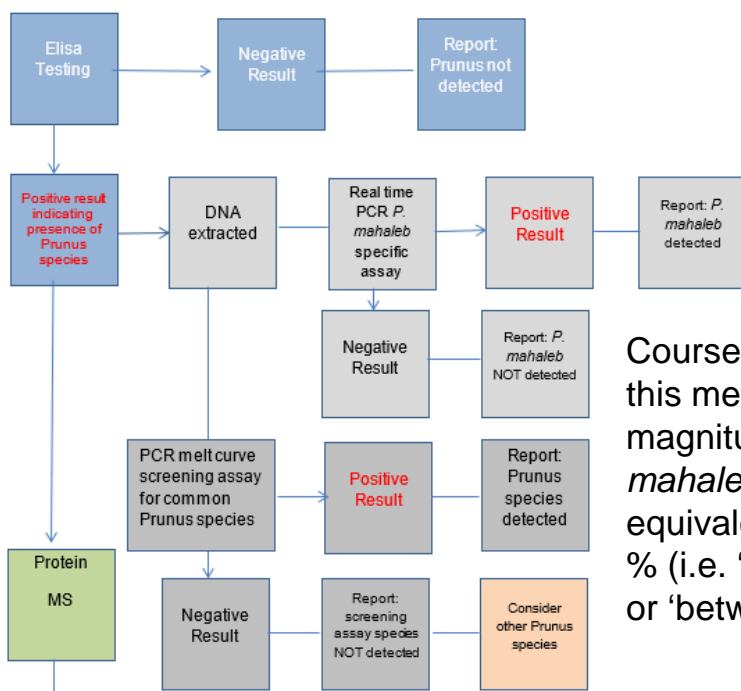 Elisa
Testing
Negative
Result
Report:
Prunus not
detected
Positive result
indicating
presence of
Prunus
species
DNA
extracted
Real time
PCR P.
mahaleb
specific
assay
Positive
Result
Report: P.
mahaleb
detected
Negative
Result
Report: P.
mahaleb
NOT detected
Course
this me
magnitu
mahale
equival
% (i.e. ‘
or ‘betw
PCR melt curve
screening assay
for common
Prunus species
Positive
Result
Report:
Prunus
species
detected
Protein
MS
Negative
Result
Report:
screening
assay species
NOT detected
Consider
other Prunus
species